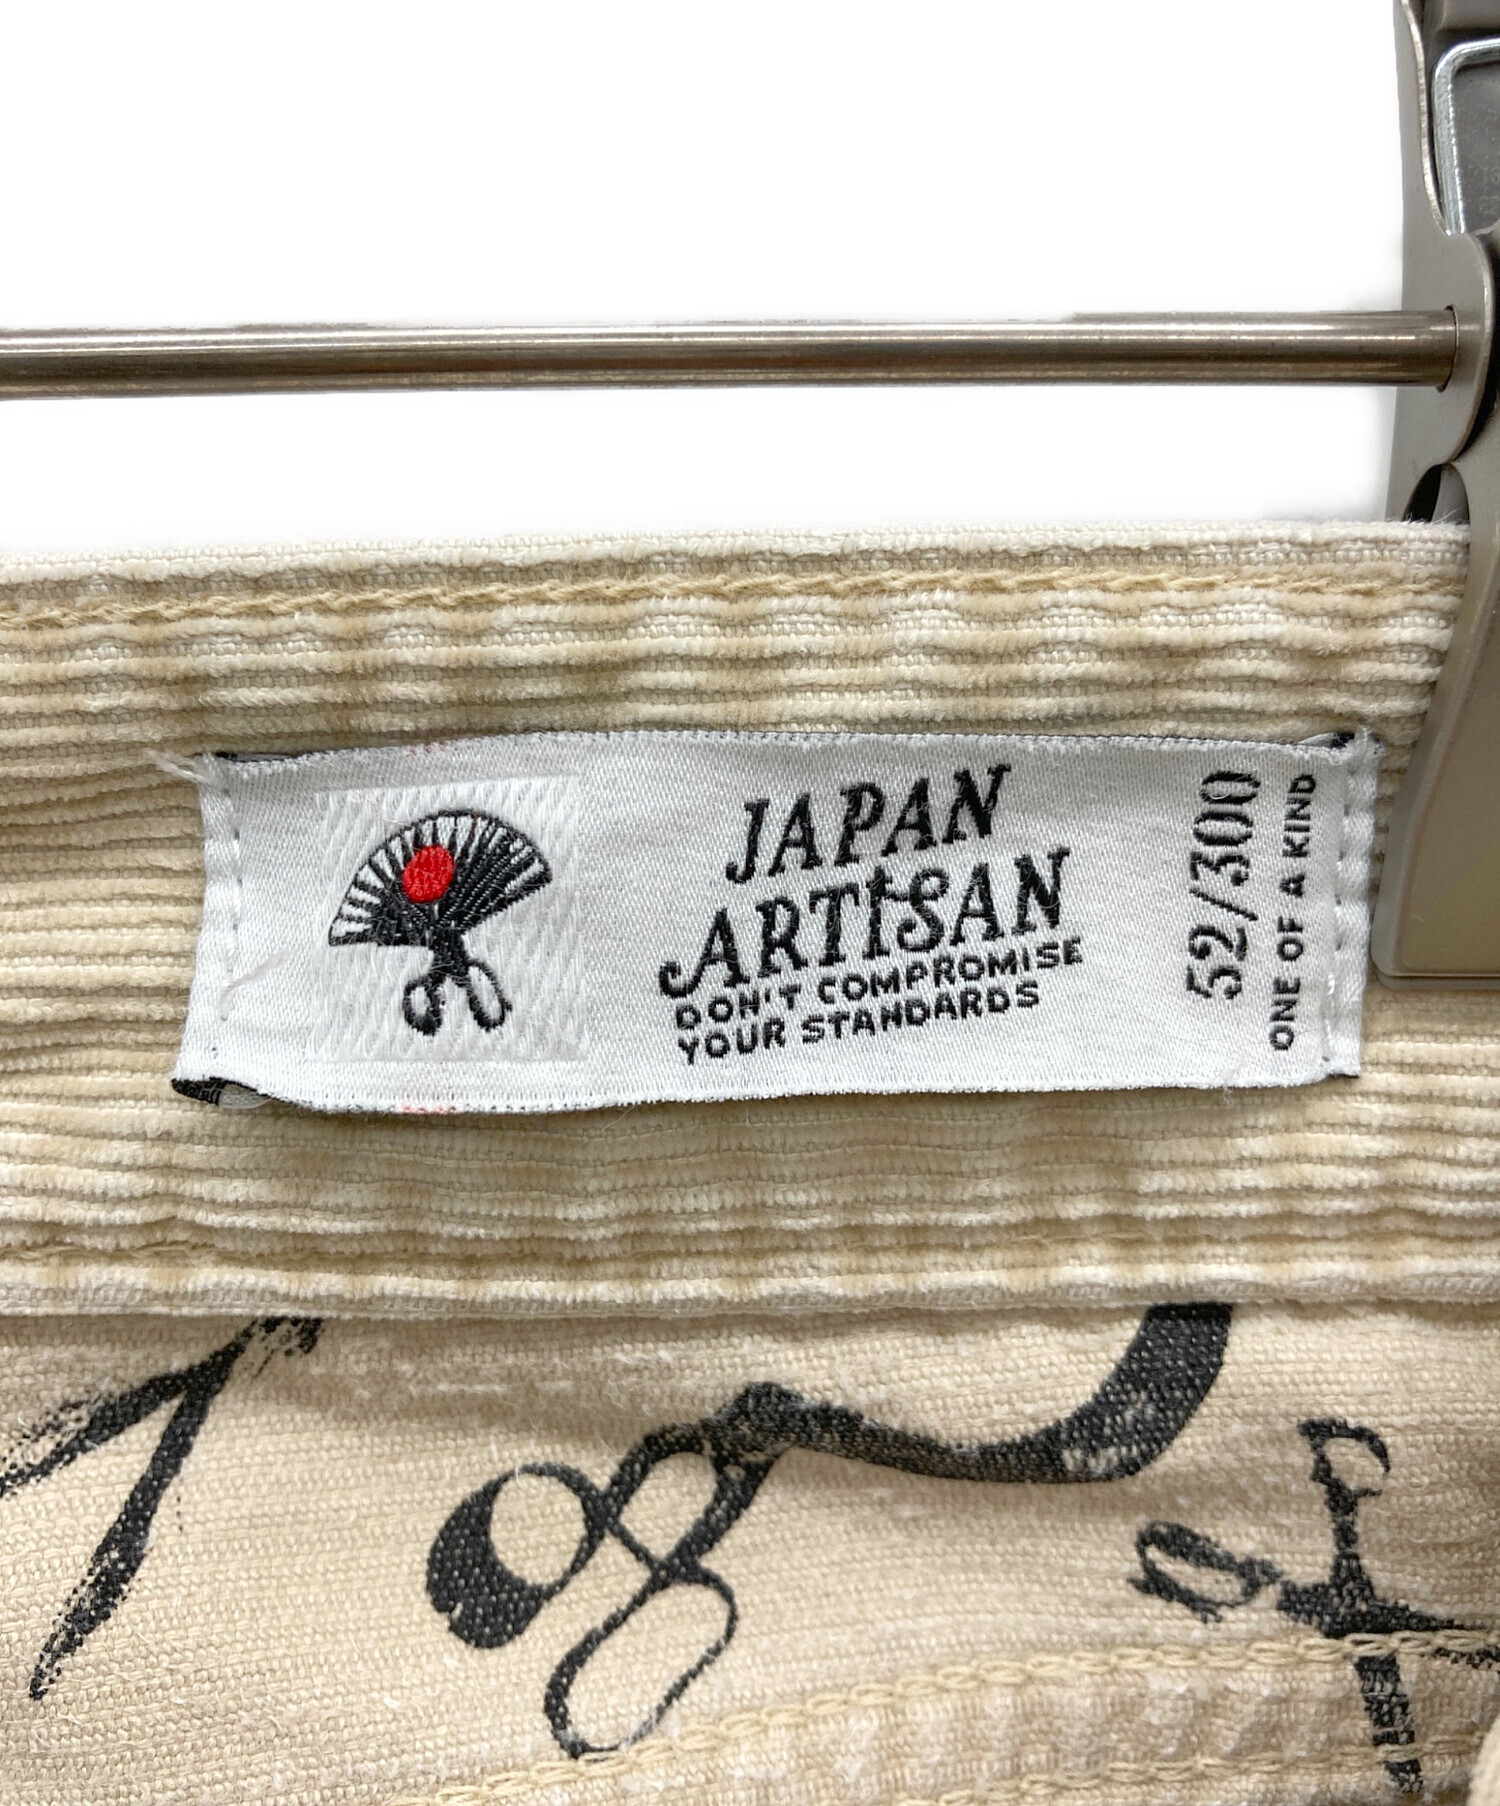 JAPAN
ARTISAN
DON'T COMPROMISE
YOUR STANDARDS
52/300
ONE OF A KIND